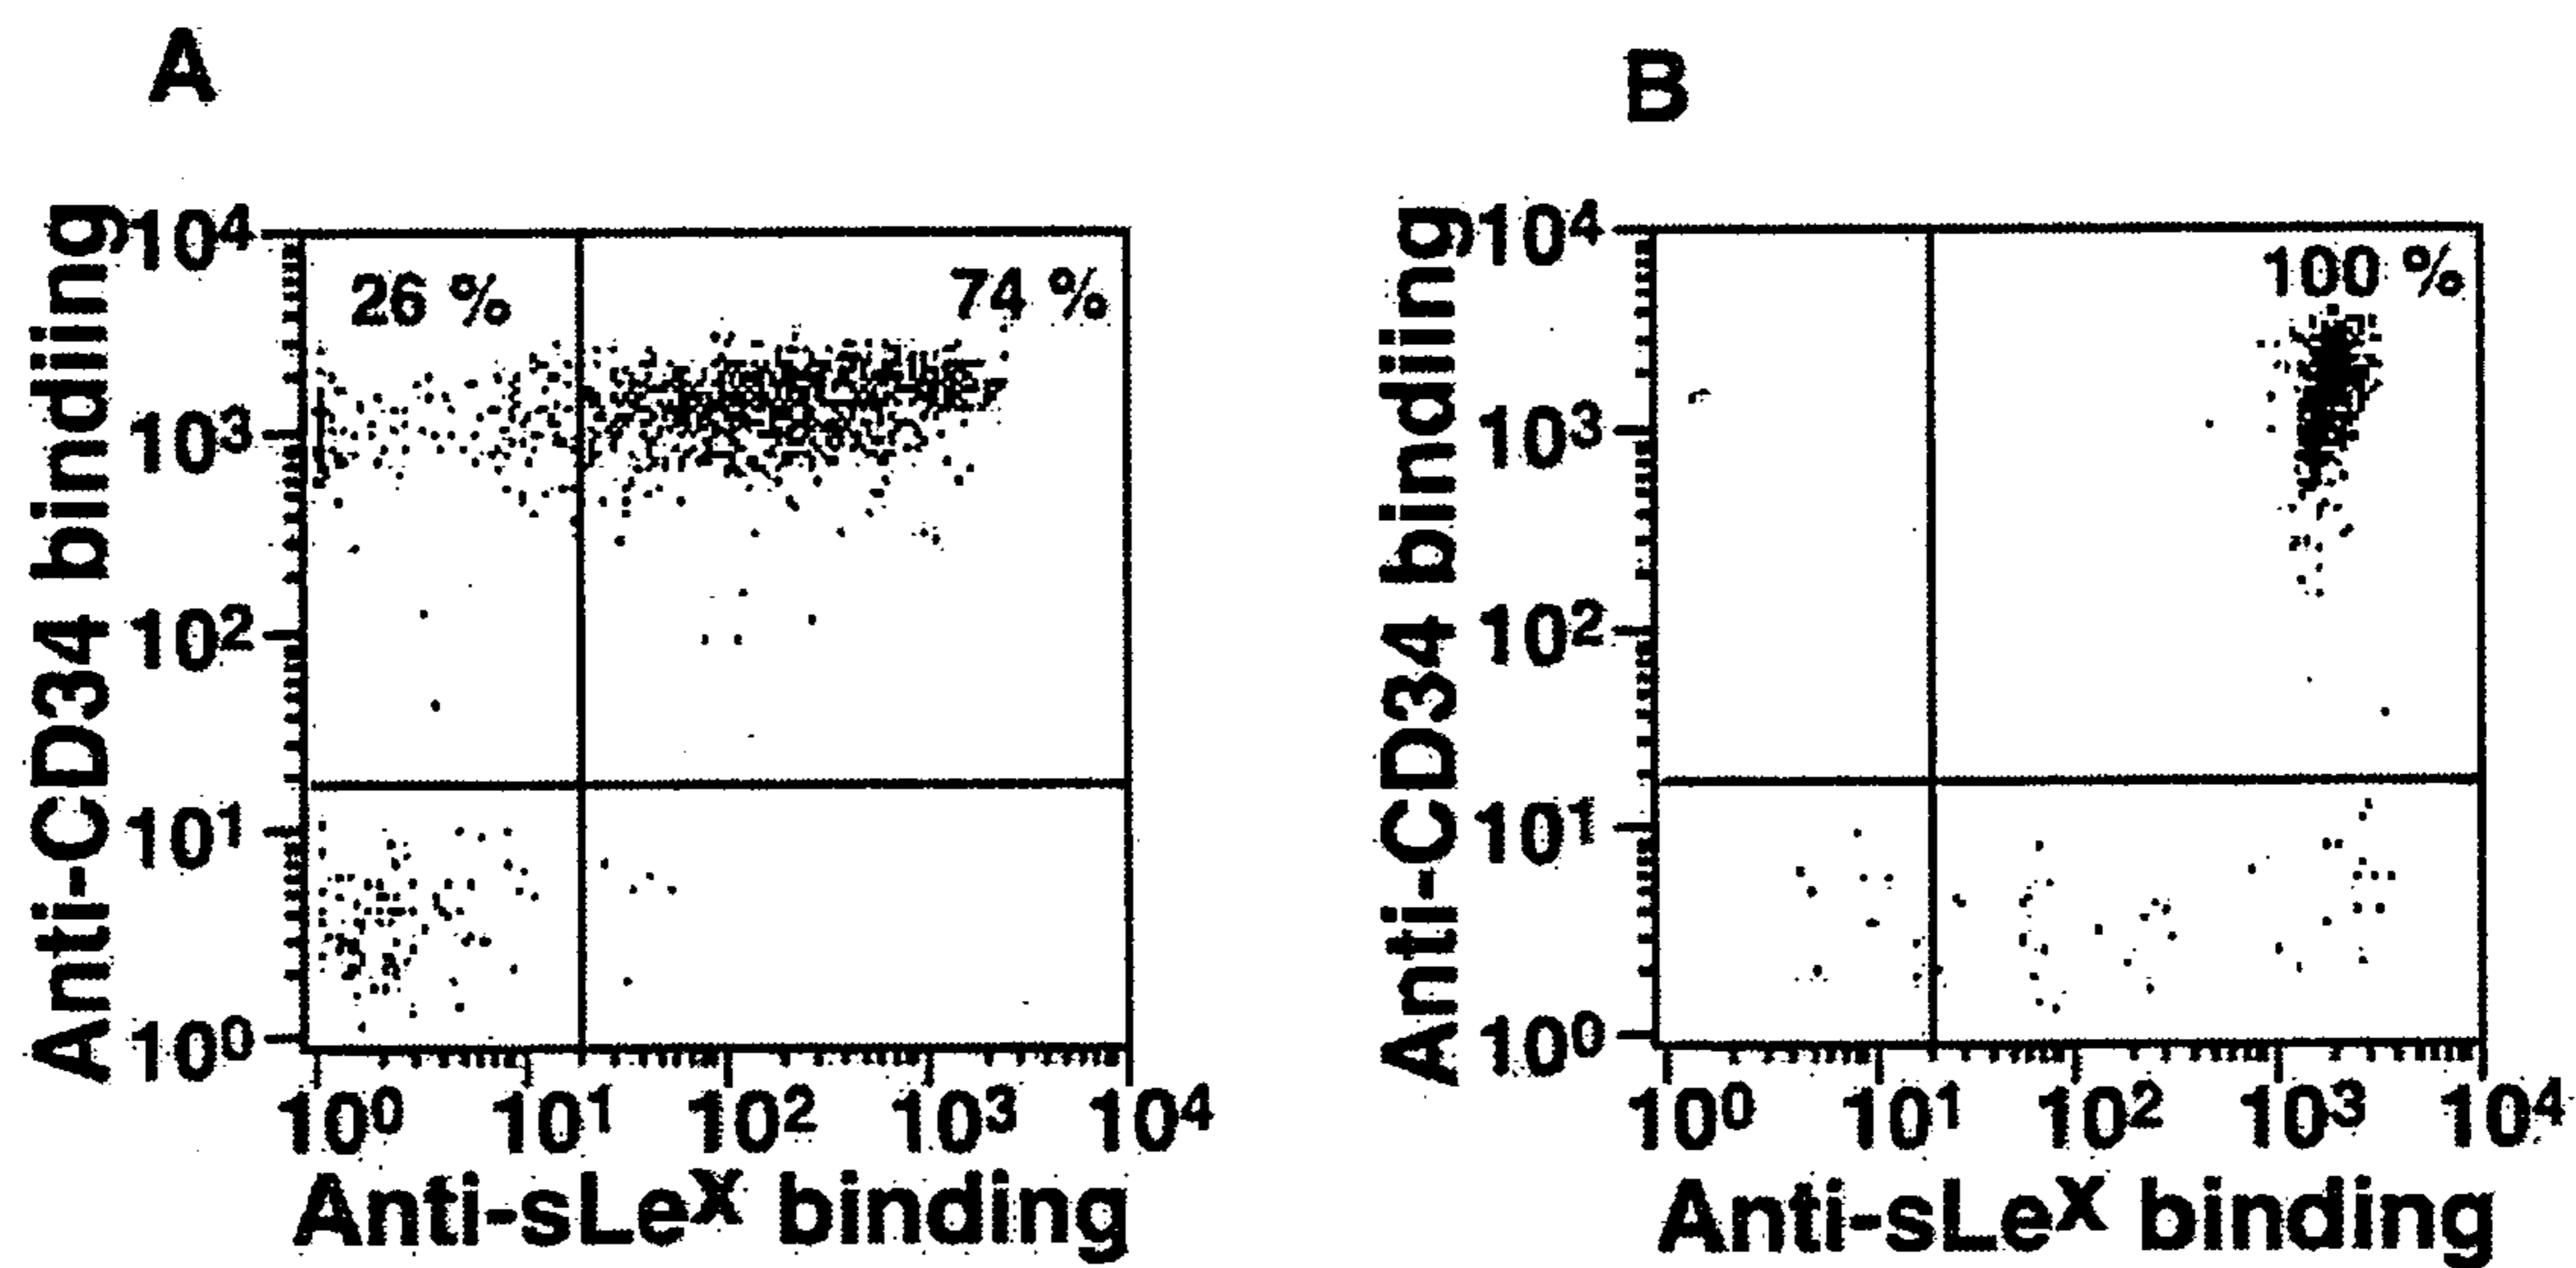 A
B
Anti-CD34 bindiing
10⁴
10³
10²
10¹
10⁰
26 %
74 %
10⁰ 10¹ 10² 10³ 10⁴
Anti-sLeˣ binding
Anti-CD34 bindiing
10⁴
10³
10²
10¹
10⁰
100 %
10⁰ 10¹ 10² 10³ 10⁴
Anti-sLeˣ binding